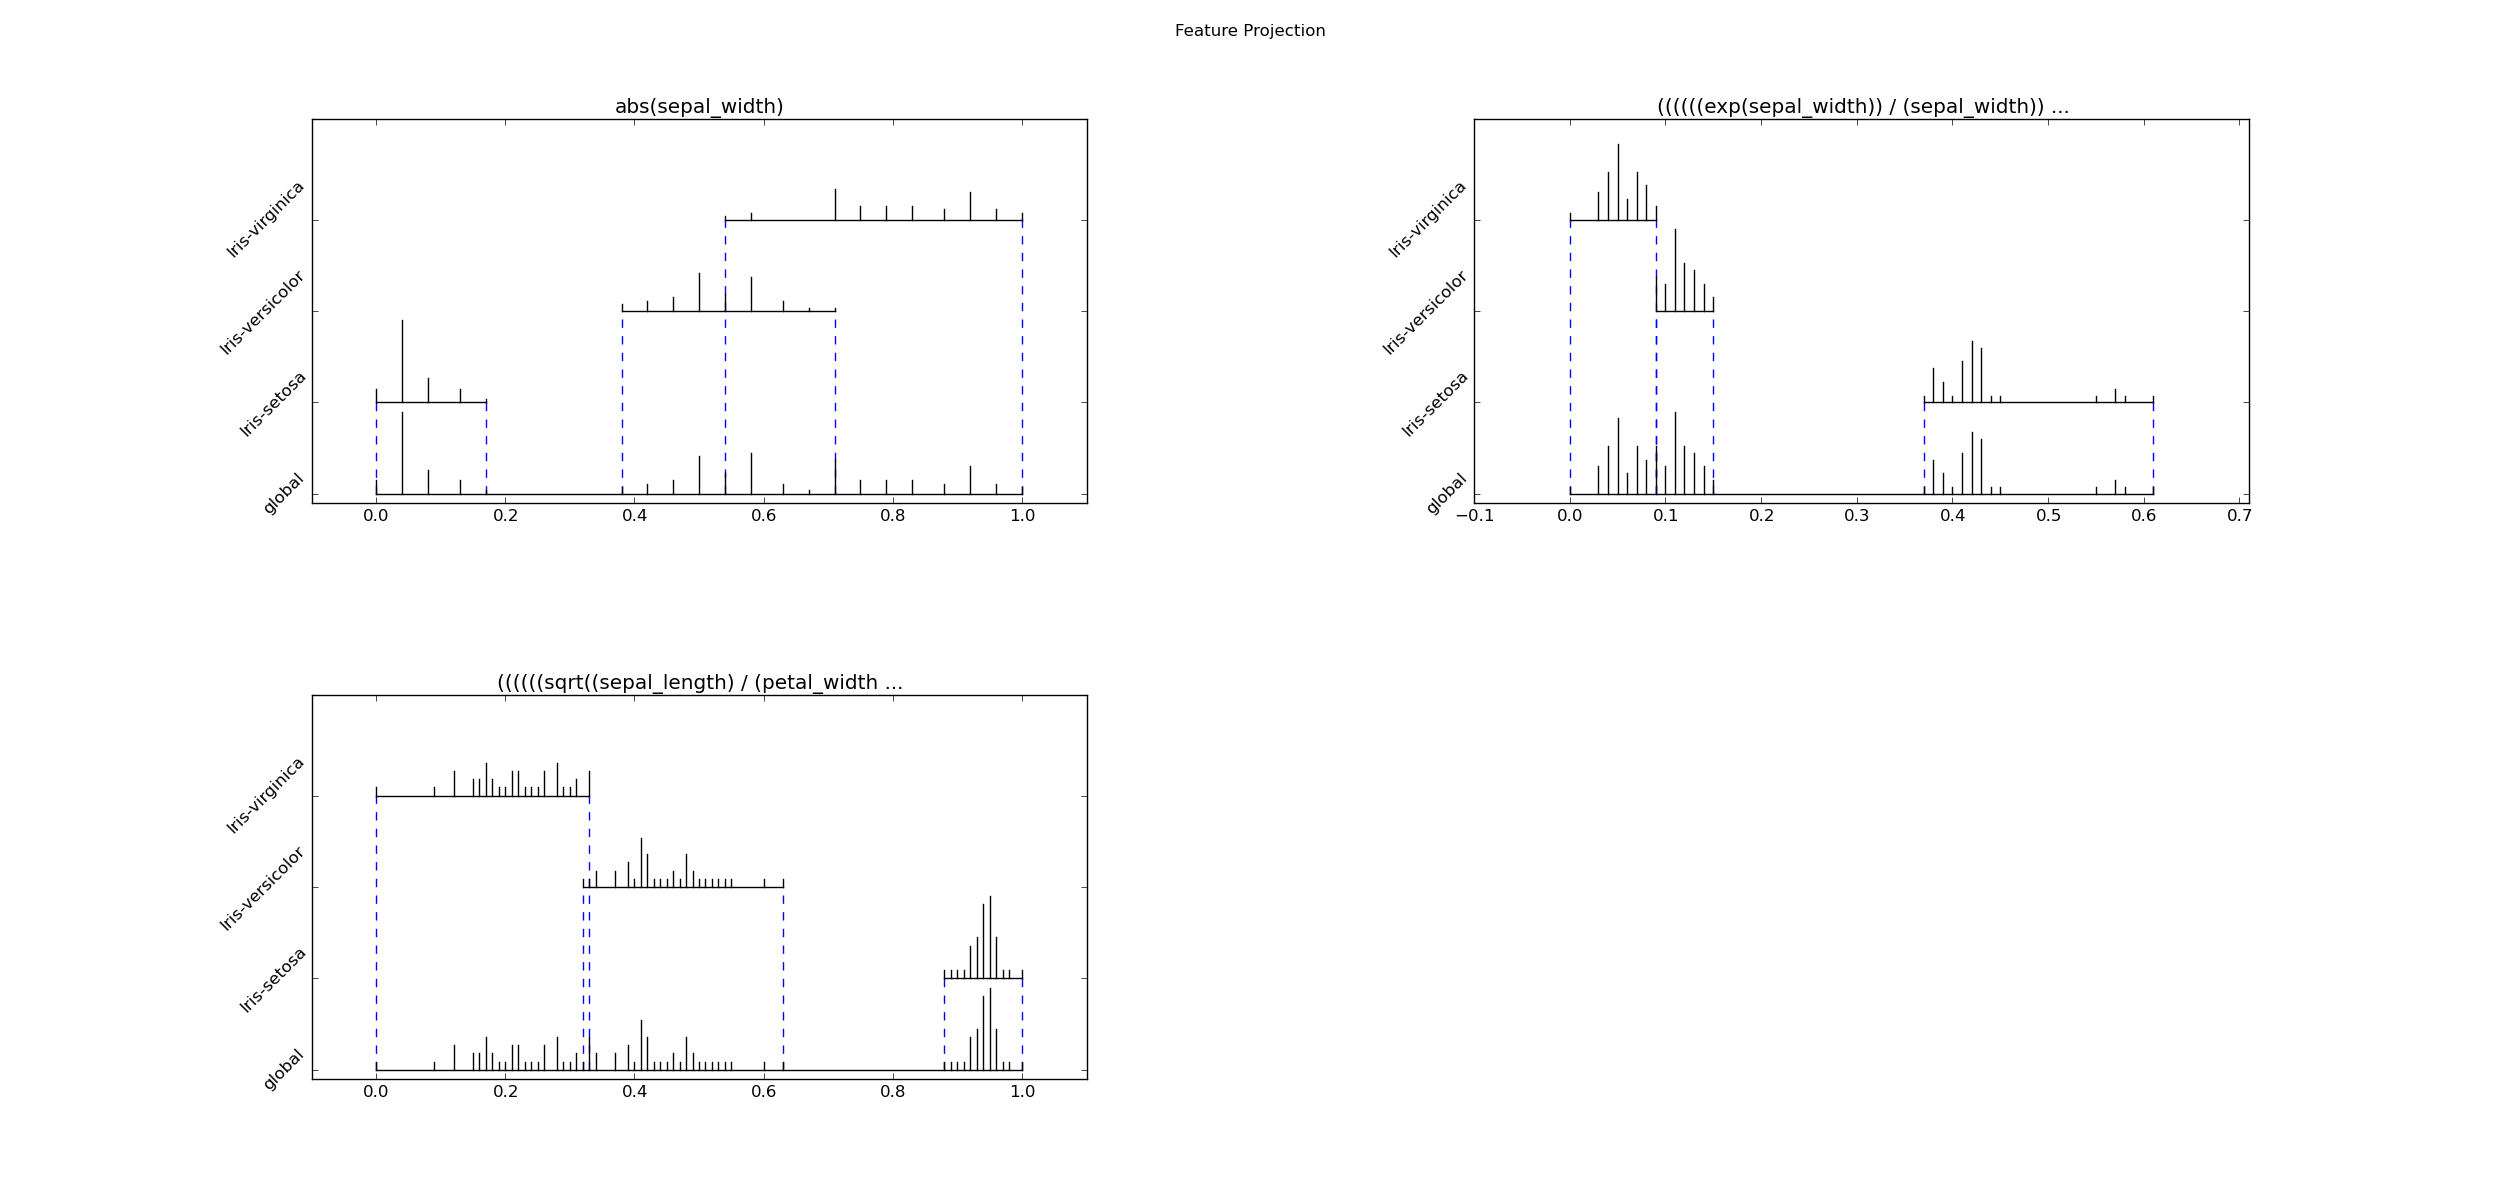 Feature Projection
abs(sepal_width)
Iris-virginica
Iris-versicolor
Iris-setosa
global
0.0 0.2 0.4 0.6 0.8 1.0
((((((exp(sepal_width)) / (sepal_width)) ...
Iris-virginica
Iris-versicolor
Iris-setosa
global
−0.1 0.0 0.1 0.2 0.3 0.4 0.5 0.6 0.7
((((((sqrt((sepal_length) / (petal_width ...
Iris-virginica
Iris-versicolor
Iris-setosa
global
0.0 0.2 0.4 0.6 0.8 1.0